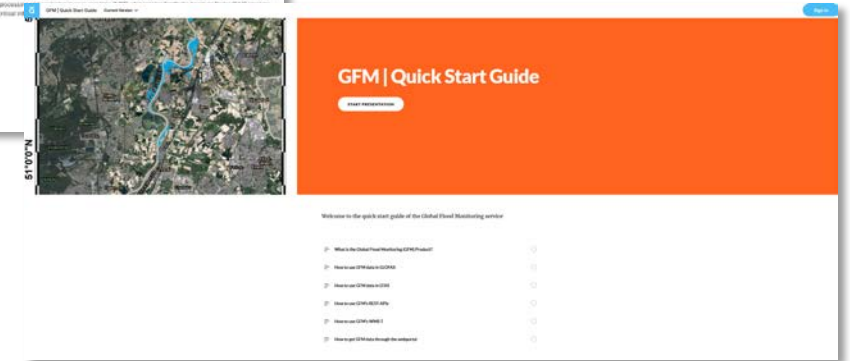 GFM | Quick Start Guide Current Version
Sign in
51°0'0"N
GFM | Quick Start Guide
START PRESENTATION
Welcome to the quick start guide of the Global Flood Monitoring service
What is the Global Flood Monitoring (GFM) Product?
How to use GFM data in GLOFAS
How to use GFM data in EFAS
How to use GFM's REST-APIs
How to use GFM's WMS-T
How to get GFM data through the webportal